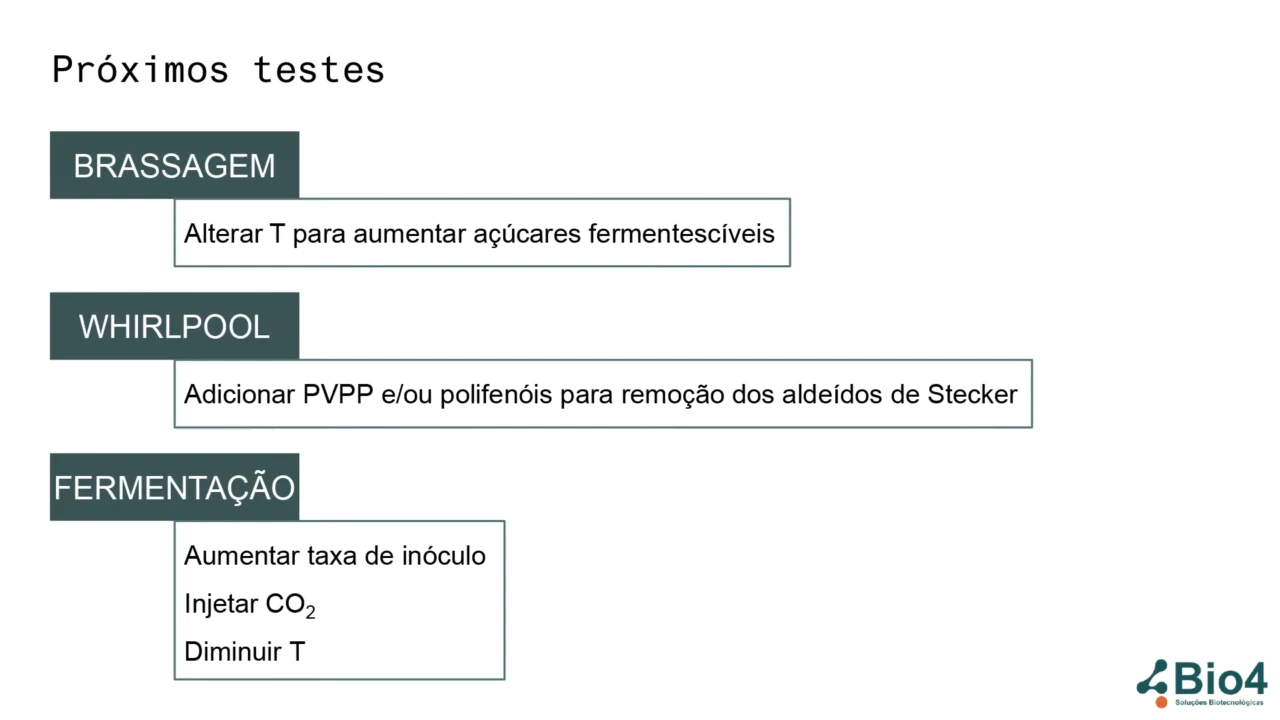 Próximos testes
BRASSAGEM
Alterar T para aumentar açúcares fermentescíveis
WHIRLPOOL
Adicionar PVPP e/ou polifenóis para remoção dos aldeídos de Stecker
FERMENTAÇÃO
Aumentar taxa de inóculo
Injetar CO₂
Diminuir T
Bio4
Soluções Biotecnológicas